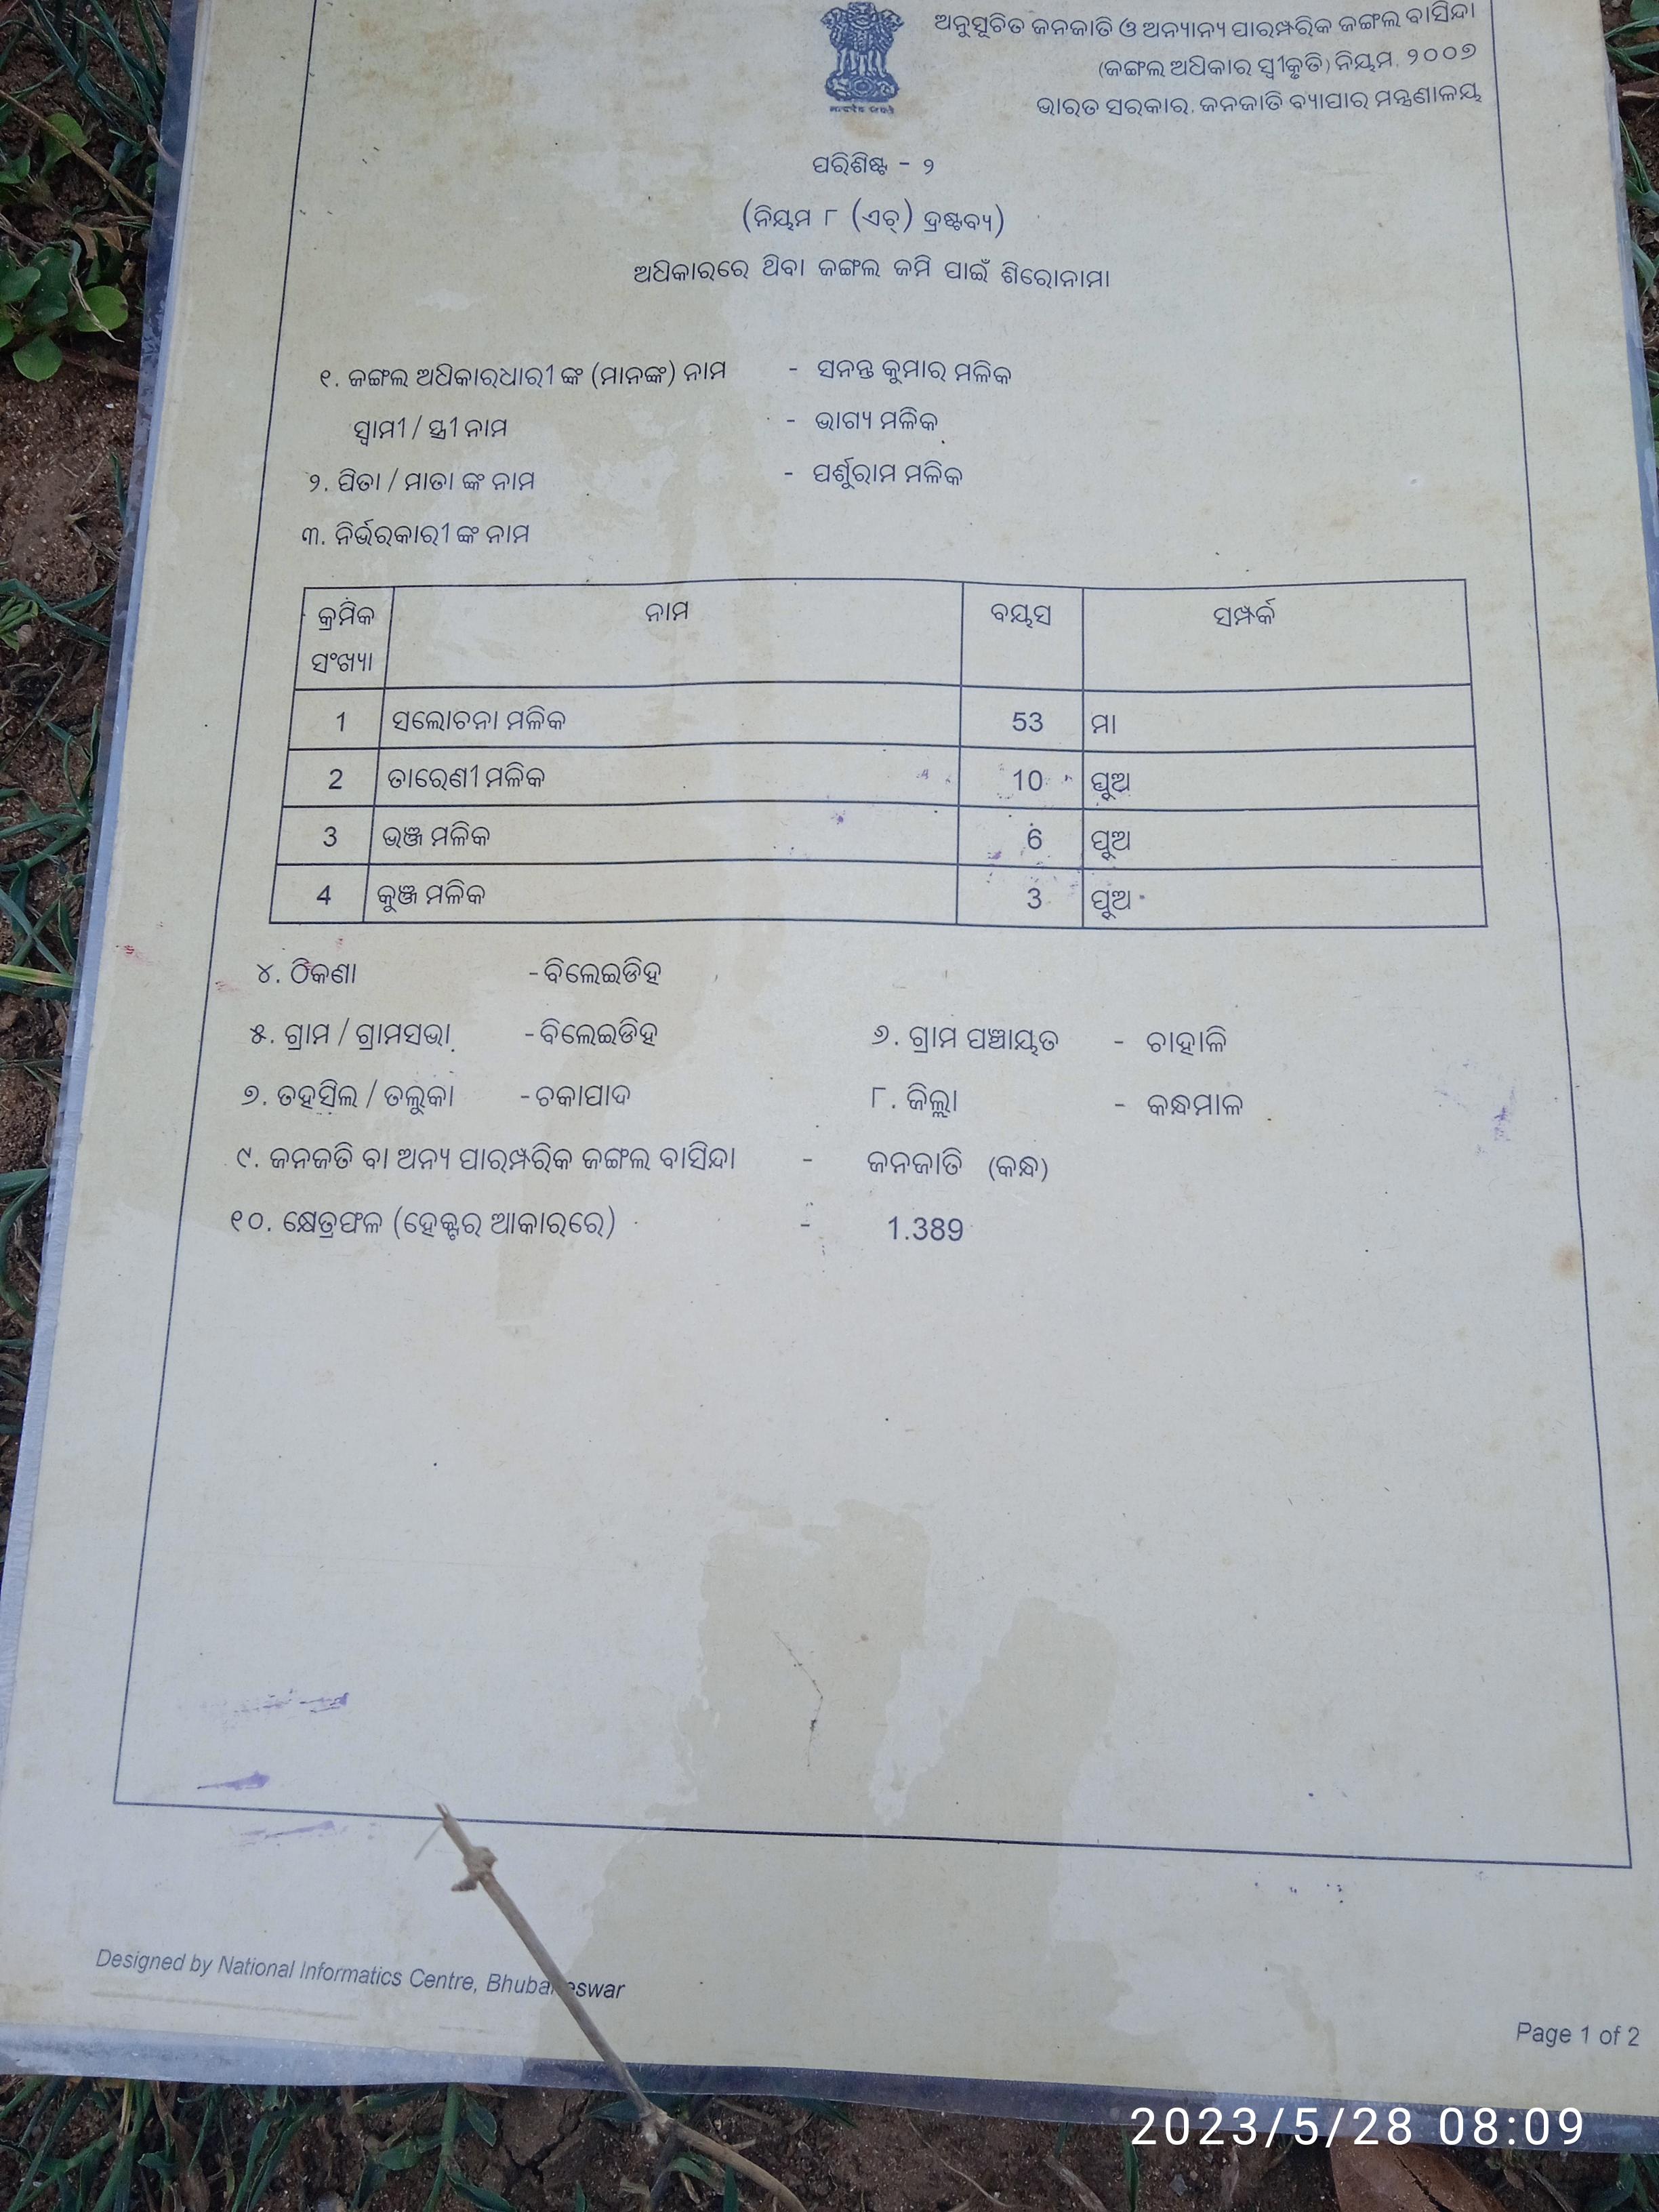 ଅନୁସୂଚିତ ଜନଜାତି ଓ ଅନ୍ୟାନ୍ୟ ପାରମ୍ପରିକ ଜଙ୍ଗଲ ବାସିନ୍ଦା
(ଜଙ୍ଗଲ ଅଧିକାର ସ୍ୱୀକୃତି) ନିୟମ, ୨୦୦୭
ଭାରତ ସରକାର, ଜନଜାତି ବ୍ୟାପାର ମନ୍ତ୍ରଣାଳୟ
ପରିଶିଷ୍ଟ - ୨
(ନିୟମ ୮ (ଏଚ୍) ଦ୍ରଷ୍ଟବ୍ୟ)
ଅଧିକାରରେ ଥିବା ଜଙ୍ଗଲ ଜମି ପାଇଁ ଶିରୋନାମା
୧. ଜଙ୍ଗଲ ଅଧିକାରଧାରୀ ଙ୍କ (ମାନଙ୍କ) ନାମ - ସନନ୍ତ କୁମାର ମଳିକ
ସ୍ୱାମୀ / ସ୍ତ୍ରୀ ନାମ - ଭାଗ୍ୟ ମଳିକ
୨. ପିତା / ମାତା ଙ୍କ ନାମ - ପର୍ଶୁରାମ ମଳିକ
୩. ନିର୍ଭରକାରୀ ଙ୍କ ନାମ
କ୍ରମିକ ସଂଖ୍ୟା ନାମ ବୟସ ସମ୍ପର୍କ
1 ସଲୋଚନା ମଳିକ 53 ମା
2 ତାରେଣୀ ମଳିକ 10 ପୁଅ
3 ଭଞ୍ଜ ମଳିକ 6 ପୁଅ
4 କୁଞ୍ଜ ମଳିକ 3 ପୁଅ
୪. ଠିକଣା - ବିଲେଇଡିହ
୫. ଗ୍ରାମ / ଗ୍ରାମସଭା - ବିଲେଇଡିହ ୬. ଗ୍ରାମ ପଞ୍ଚାୟତ - ଚାହାଳି
୭. ତହସିଲ / ତଲୁକା - ଚକାପାଦ ୮. ଜିଲ୍ଲା - କନ୍ଧମାଳ
୯. ଜନଜତି ବା ଅନ୍ୟ ପାରମ୍ପରିକ ଜଙ୍ଗଲ ବାସିନ୍ଦା - ଜନଜାତି (କନ୍ଧ)
୧୦. କ୍ଷେତ୍ରଫଳ (ହେକ୍ଟର ଆକାରରେ) - 1.389
Designed by National Informatics Centre, Bhubaneswar
Page 1 of 2
2023/5/28 08:09